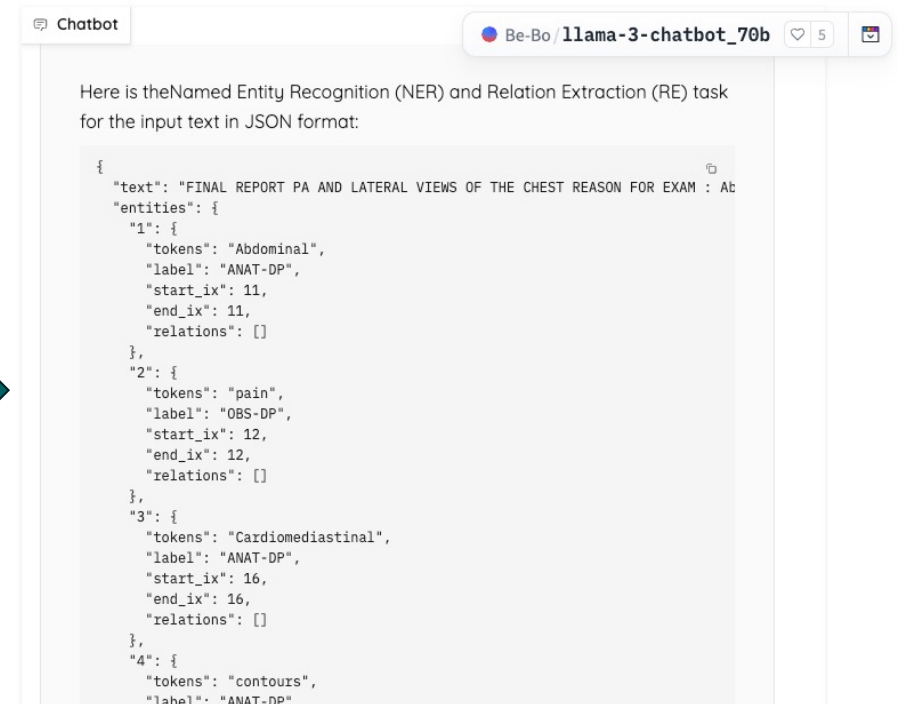 Chatbot
Be-Bo/llama-3-chatbot_70b 5
Here is theNamed Entity Recognition (NER) and Relation Extraction (RE) task
for the input text in JSON format:
{
"text": "FINAL REPORT PA AND LATERAL VIEWS OF THE CHEST REASON FOR EXAM : Ab
"entities": {
"1": {
"tokens": "Abdominal",
"label": "ANAT-DP",
"start_ix": 11,
"end_ix": 11,
"relations": []
},
"2": {
"tokens": "pain",
"label": "OBS-DP",
"start_ix": 12,
"end_ix": 12,
"relations": []
},
"3": {
"tokens": "Cardiomediastinal",
"label": "ANAT-DP",
"start_ix": 16,
"end_ix": 16,
"relations": []
},
"4": {
"tokens": "contours",
"label": "ANAT-DP"